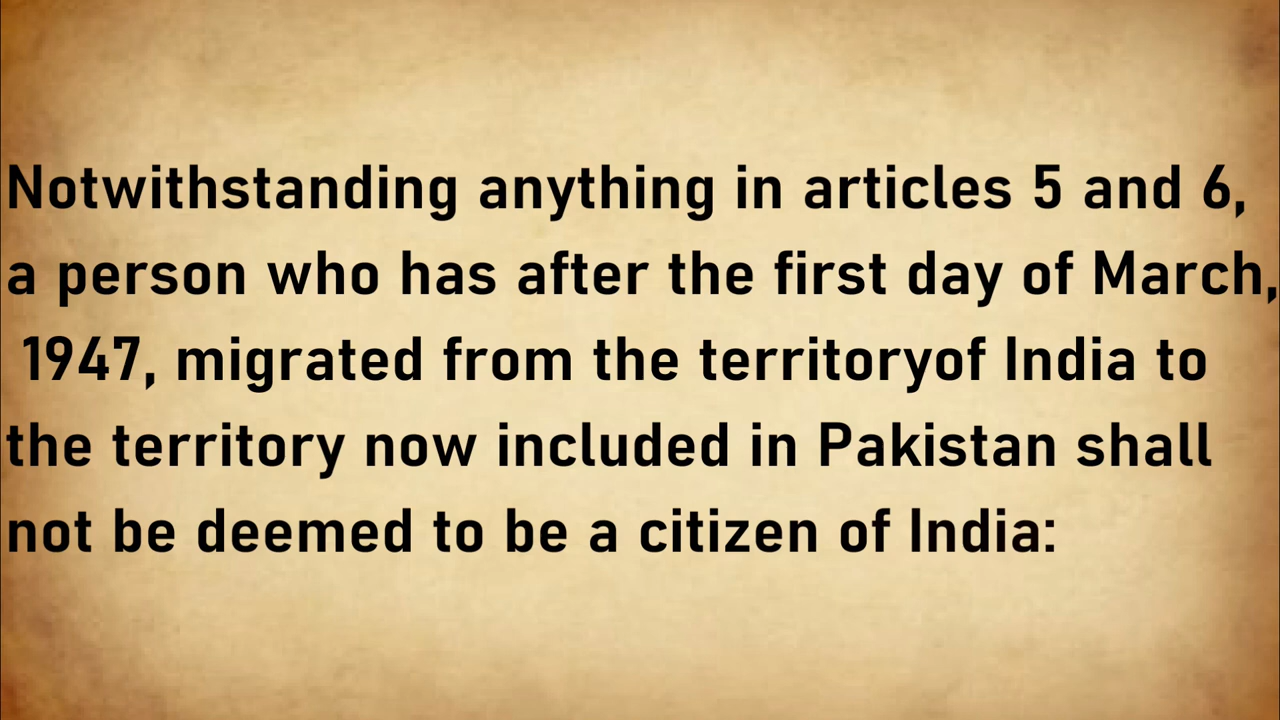 Notwithstanding anything in articles 5 and 6,
a person who has after the first day of March,
1947, migrated from the territoryof India to
the territory now included in Pakistan shall
not be deemed to be a citizen of India: